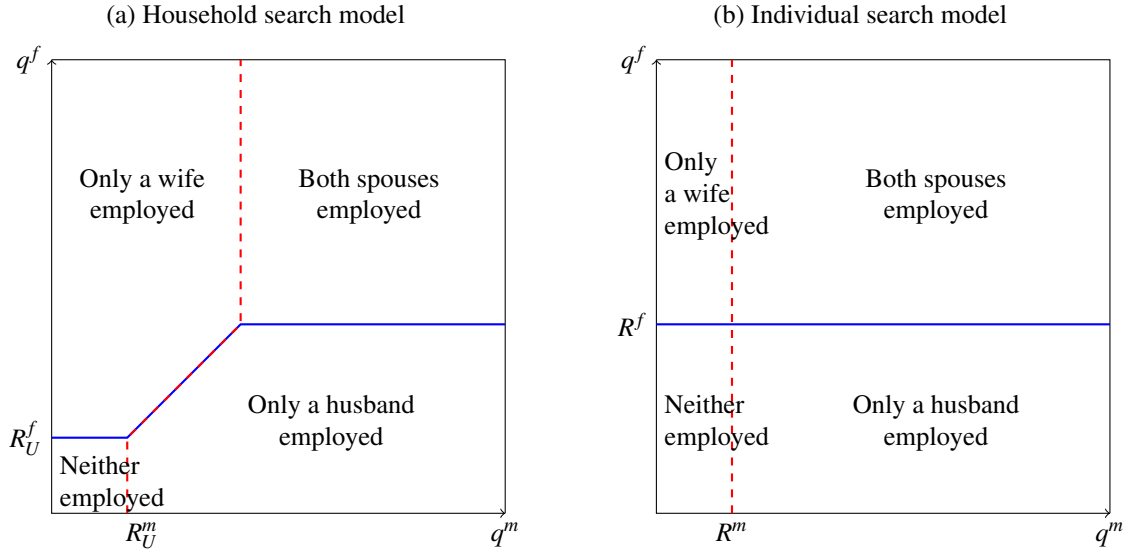 (a) Household search model
q^f
Only a wife
employed
Both spouses
employed
Only a husband
employed
R_U^f
Neither
employed
R_U^m
q^m
(b) Individual search model
q^f
Only
a wife
employed
Both spouses
employed
R^f
Neither
employed
Only a husband
employed
R^m
q^m